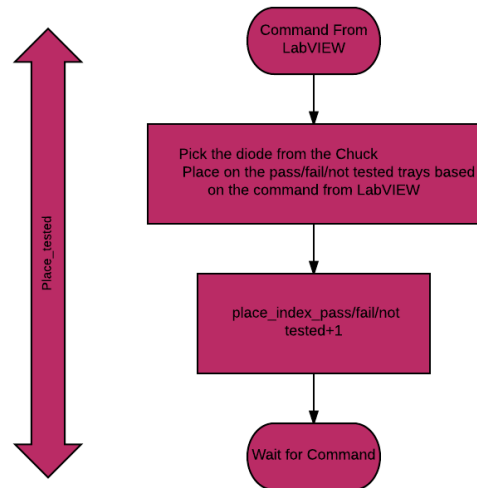 Command From
LabVIEW
Pick the diode from the Chuck
Place on the pass/fail/not tested trays based
on the command from LabVIEW
Place_tested
place_index_pass/fail/not
tested+1
Wait for Command